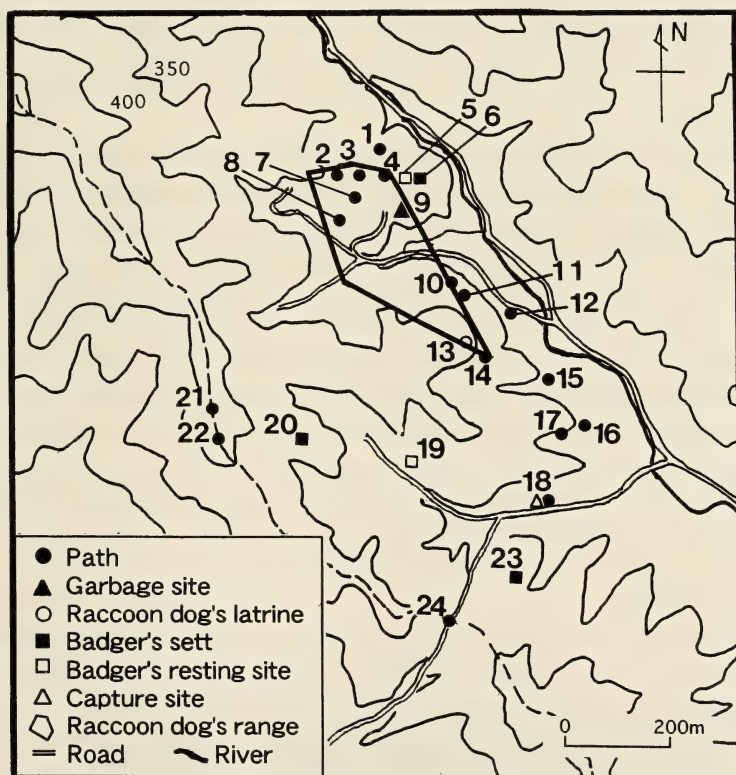 N
350
400
5 6
1
2 3 4
8 7
9
10
11
12
13
14
15
16
17
18
19
20
21
22
23
24
Path
Garbage site
Raccoon dog's latrine
Badger's sett
Badger's resting site
Capture site
Raccoon dog's range
Road River
0 200m